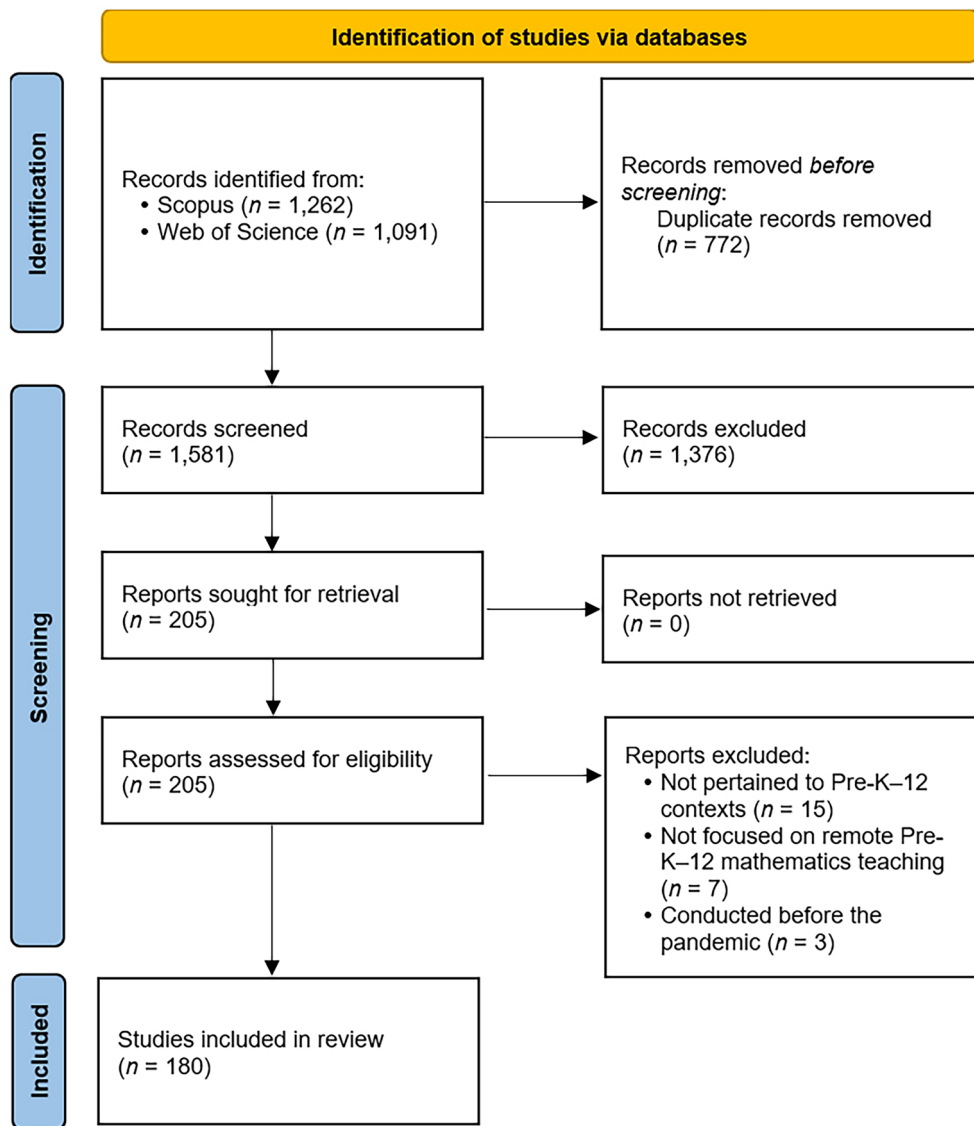 Identification of studies via databases
Identification
Records identified from:
• Scopus (n = 1,262)
• Web of Science (n = 1,091)
Records removed before
screening:
Duplicate records removed
(n = 772)
Screening
Records screened
(n = 1,581)
Records excluded
(n = 1,376)
Reports sought for retrieval
(n = 205)
Reports not retrieved
(n = 0)
Reports assessed for eligibility
(n = 205)
Reports excluded:
• Not pertained to Pre-K–12
contexts (n = 15)
• Not focused on remote Pre-
K–12 mathematics teaching
(n = 7)
• Conducted before the
pandemic (n = 3)
Included
Studies included in review
(n = 180)